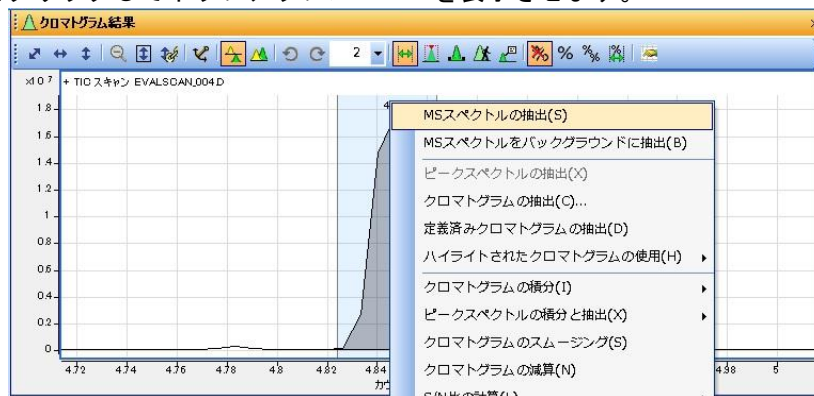 を表示させます。
クロマトグラム結果
2
x10 7 + TIC スキャン EVALSCAN_004.D
1.8
1.6
1.4
1.2
1
0.8
0.6
0.4
0.2
0
4.72 4.74 4.76 4.78 4.8 4.82 4.84 4.98 5
MSスペクトルの抽出(S)
MSスペクトルをバックグラウンドに抽出(B)
ピークスペクトルの抽出(X)
クロマトグラムの抽出(C)...
定義済みクロマトグラムの抽出(D)
ハイライトされたクロマトグラムの使用(H)
クロマトグラムの積分(I)
ピークスペクトルの積分と抽出(X)
クロマトグラムのスムージング(S)
クロマトグラムの減算(N)